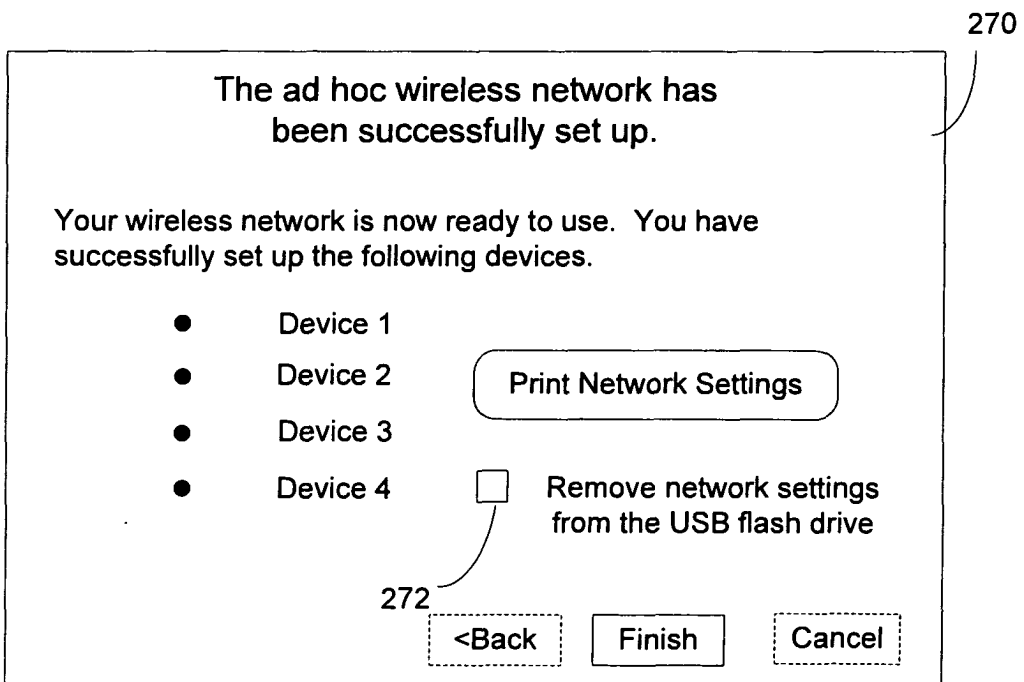 270
The ad hoc wireless network has
been successfully set up.
Your wireless network is now ready to use. You have
successfully set up the following devices.
● Device 1
● Device 2
Print Network Settings
● Device 3
● Device 4
Remove network settings
from the USB flash drive
272
<Back
Finish
Cancel